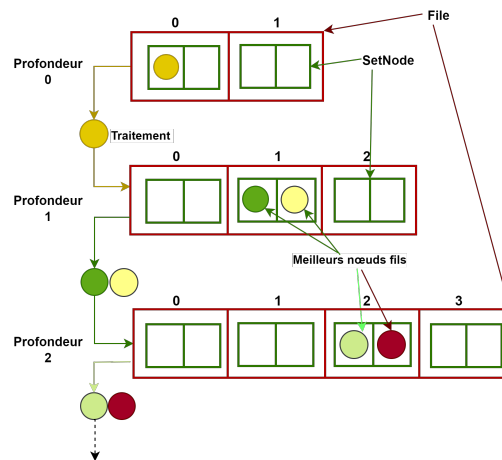 File
0 1
Profondeur
0
SetNode
Traitement
0 1 2
Profondeur
1
Meilleurs nœuds fils
0 1 2 3
Profondeur
2